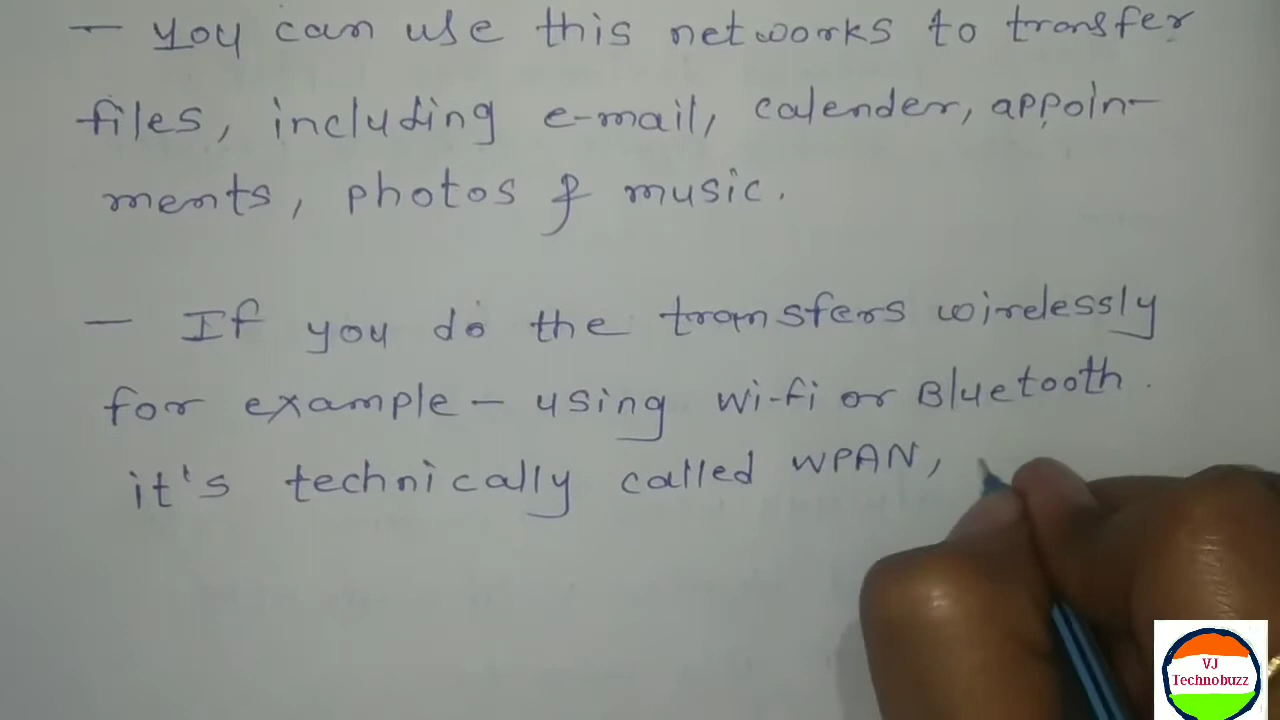 — you can use this networks to transfer
files, including e-mail, calender, appoin-
ments, photos & music.
— If you do the transfers wirelessly
for example - using Wi-fi or Bluetooth.
it's technically called WPAN,
VJ
Technobuzz